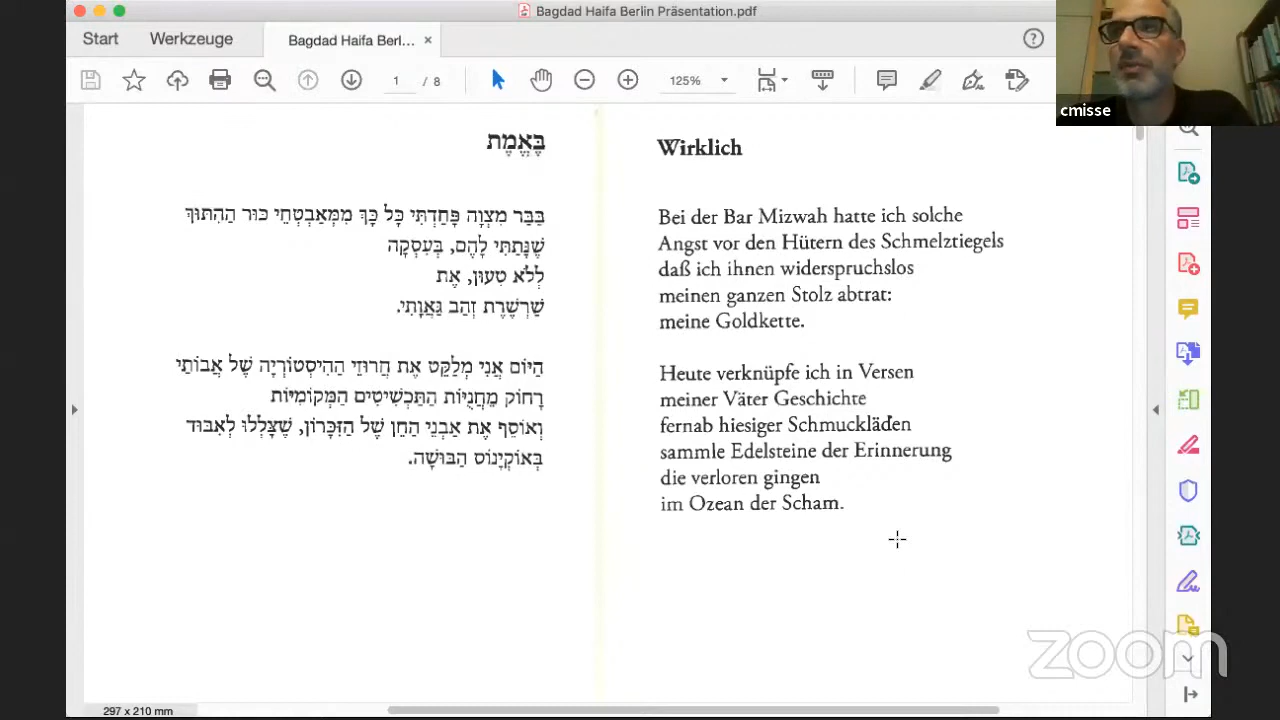 Bagdad Haifa Berlin Präsentation.pdf
Start
Werkzeuge
Bagdad Haifa Berl...
1 / 8
125%
cmisse
בֶּאֱמֶת
בַּבַּר מִצְוָה פָּחַדְתִּי כָּל כָּךְ מִמְּאַבְטְחֵי כּוּר הַהִתּוּךְ
שֶׁנָּתַתִּי לָהֶם, בְּעִסְקָה
לְלֹא טִעוּן, אֶת
שַׁרְשֶׁרֶת זְהַב גַּאֲוָתִי.
הַיּוֹם אֲנִי מְלַקֵּט אֶת חֲרוּזֵי הַהִיסְטוֹרְיָה שֶׁל אֲבוֹתַי
רָחוֹק מֵחֲנֻיּוֹת הַתַּכְשִׁיטִים הַמְּקוֹמִיּוֹת
וְאוֹסֵף אֶת אַבְנֵי הַחֵן שֶׁל הַזִּכָּרוֹן, שֶׁצָּלְלוּ לְאִבּוּד
בְּאוֹקְיָנוֹס הַבּוּשָׁה.
Wirklich
Bei der Bar Mizwah hatte ich solche
Angst vor den Hütern des Schmelztiegels
daß ich ihnen widerspruchslos
meinen ganzen Stolz abtrat:
meine Goldkette.
Heute verknüpfe ich in Versen
meiner Väter Geschichte
fernab hiesiger Schmuckläden
sammle Edelsteine der Erinnerung
die verloren gingen
im Ozean der Scham.
zoom
297 x 210 mm